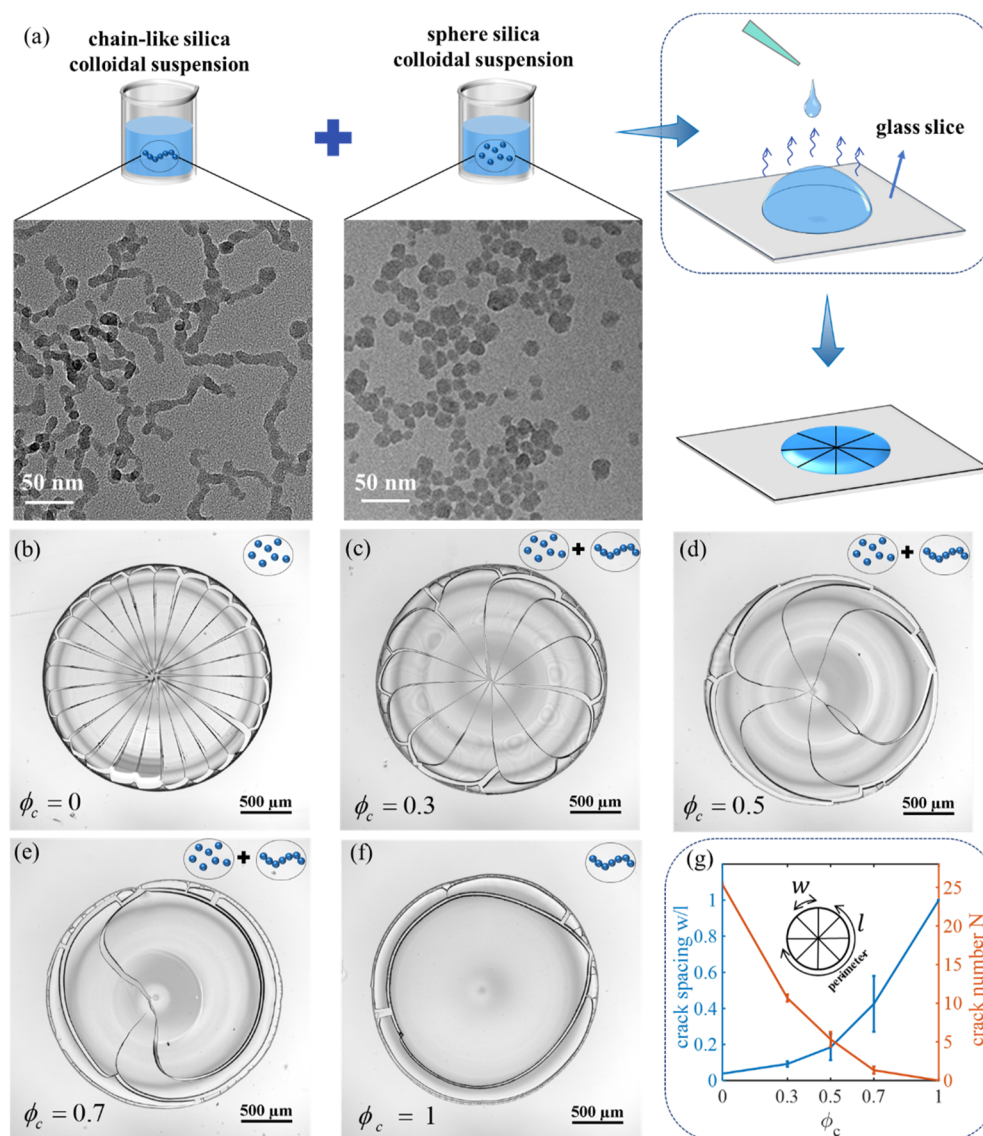 (a)
chain-like silica
colloidal suspension
sphere silica
colloidal suspension
glass slice
50 nm
50 nm
(b)
ϕc = 0
500 µm
(c)
ϕc = 0.3
500 µm
(d)
ϕc = 0.5
500 µm
(e)
ϕc = 0.7
500 µm
(f)
ϕc = 1
500 µm
(g)
crack spacing w/l
1
0.8
0.6
0.4
0.2
0
w
l
perimeter
25
20
15
10
5
0
crack number N
0
0.3
0.5
0.7
1
ϕc